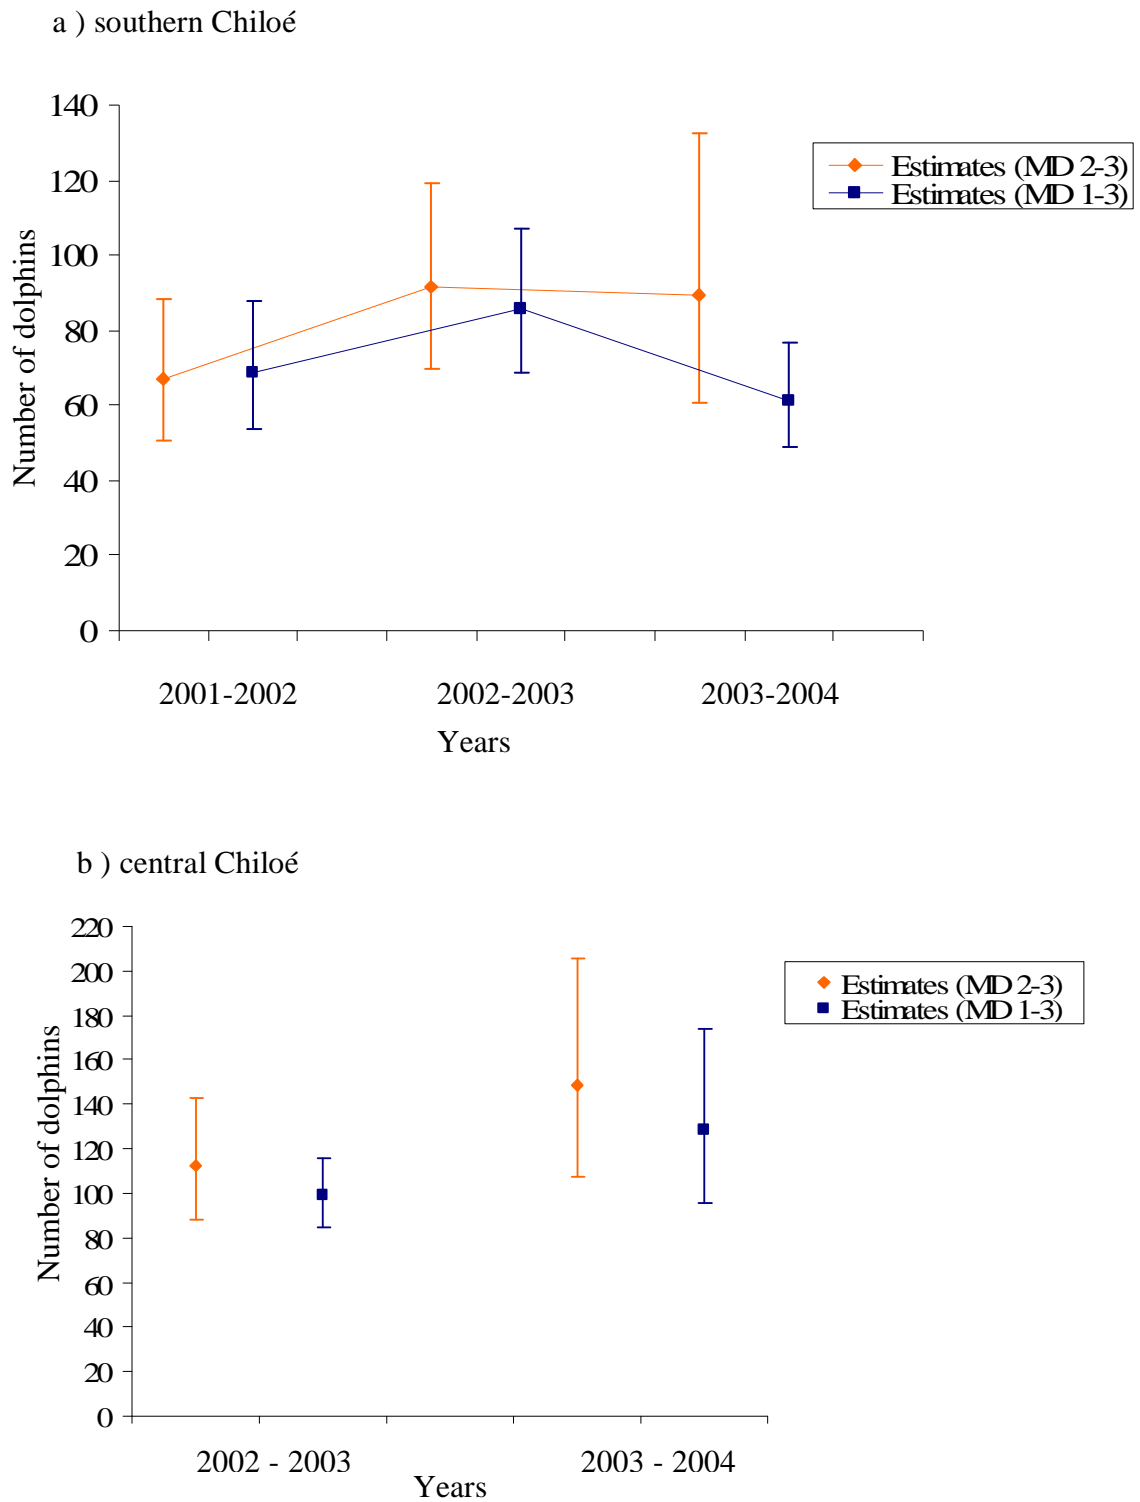 a ) southern Chiloé
140
120
100
80
60
40
20
0
Number of dolphins
Estimates (MD 2-3)
Estimates (MD 1-3)
2001-2002 2002-2003 2003-2004
Years
b ) central Chiloé
220
200
180
160
140
120
100
80
60
40
20
0
Number of dolphins
Estimates (MD 2-3)
Estimates (MD 1-3)
2002 - 2003 2003 - 2004
Years